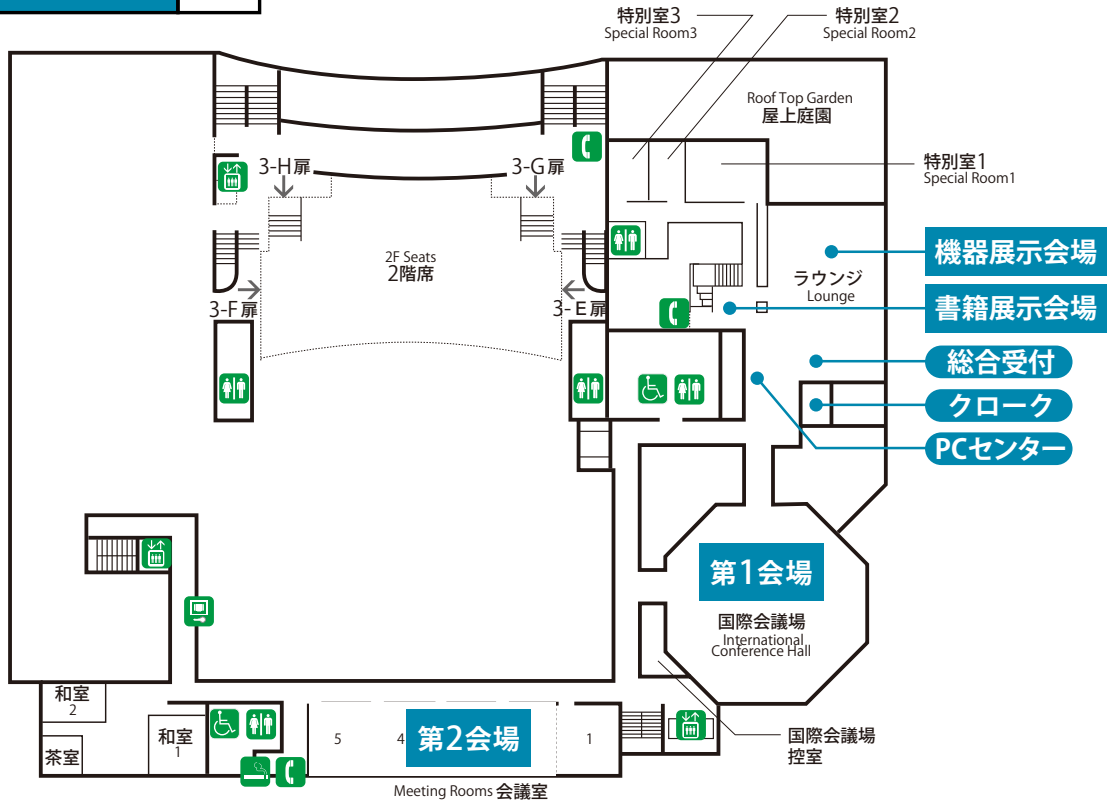 特別室3
Special Room3
特別室2
Special Room2
Roof Top Garden
屋上庭園
特別室1
Special Room1
3-H扉
3-G扉
2F Seats
2階席
3-F扉
3-E扉
ラウンジ
Lounge
機器展示会場
書籍展示会場
総合受付
クローク
PCセンター
第1会場
国際会議場
International
Conference Hall
和室
2
茶室
和室
1
5
4
第2会場
1
国際会議場
控室
Meeting Rooms 会議室